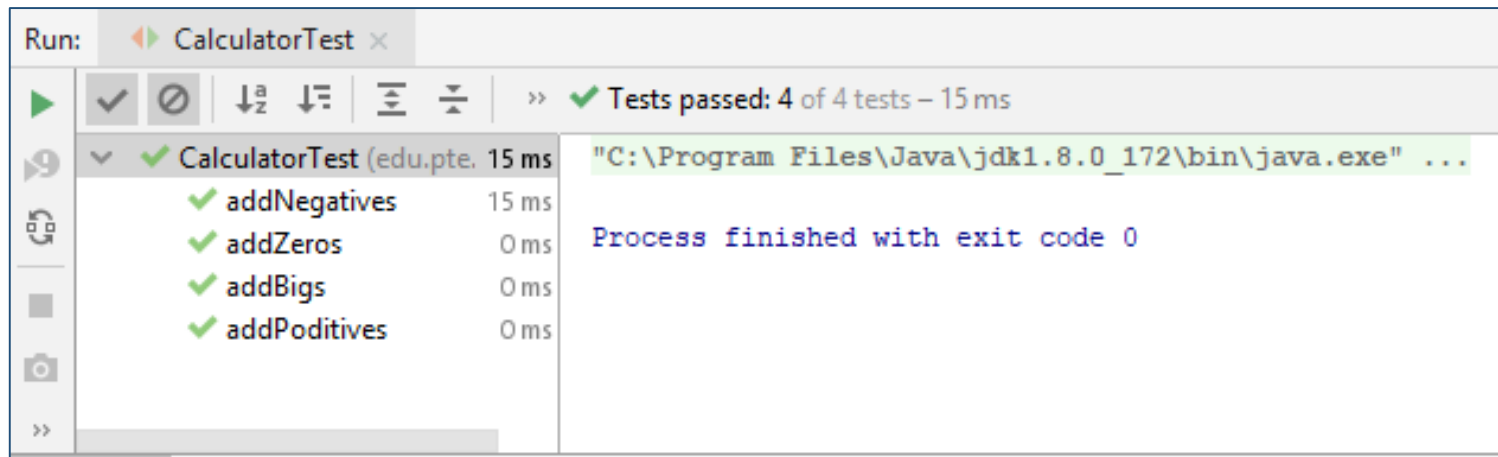 Run: CalculatorTest
Tests passed: 4 of 4 tests – 15 ms
CalculatorTest (edu.pte. 15 ms
addNegatives 15 ms
addZeros 0 ms
addBigs 0 ms
addPoditives 0 ms
"C:\Program Files\Java\jdk1.8.0_172\bin\java.exe" ...
Process finished with exit code 0